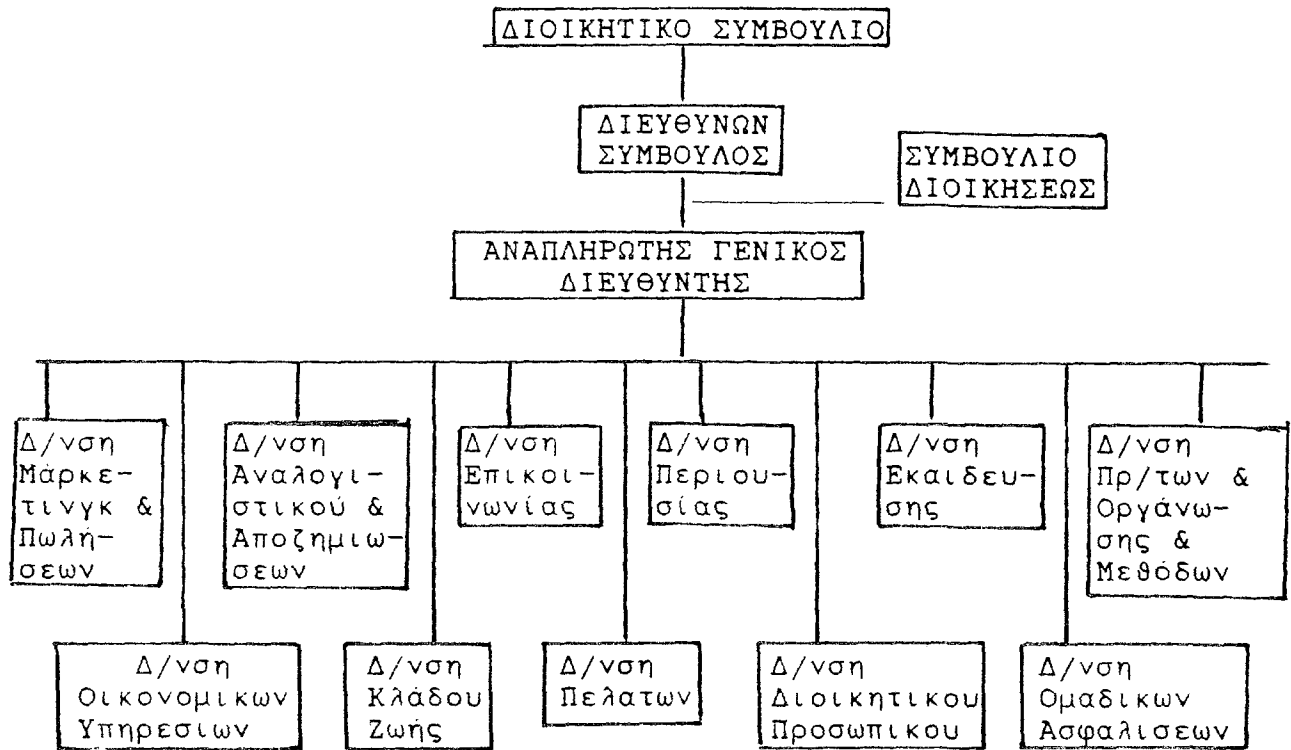 ΔΙΟΙΚΗΤΙΚΟ ΣΥΜΒΟΥΛΙΟ
ΔΙΕΥΘΥΝΩΝ
ΣΥΜΒΟΥΛΟΣ
ΣΥΜΒΟΥΛΙΟ
ΔΙΟΙΚΗΣΕΩΣ
ΑΝΑΠΛΗΡΩΤΗΣ ΓΕΝΙΚΟΣ
ΔΙΕΥΘΥΝΤΗΣ
Δ/νση
Μάρκε-
τινγκ &
Πωλή-
σεων
Δ/νση
Αναλογι-
στικού &
Αποζημιώ-
σεων
Δ/νση
Επικοι-
νωνίας
Δ/νση
Περιου-
σίας
Δ/νση
Εκαιδευ-
σης
Δ/νση
Πρ/των &
Οργάνω-
σης &
Μεθόδων
Δ/νση
Οικονομικων
Υπηρεσιων
Δ/νση
Κλάδου
Ζωής
Δ/νση
Πελατων
Δ/νση
Διοικητικου
Προσωπικου
Δ/νση
Ομαδικων
Ασφαλισεων